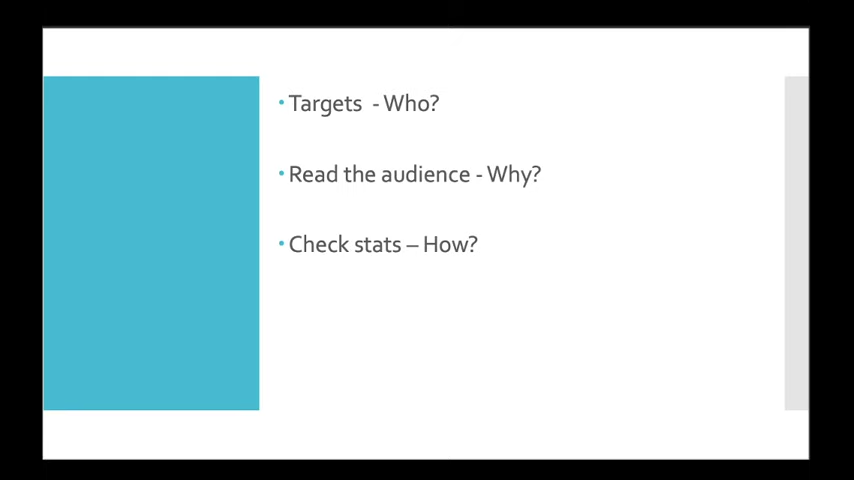 • Targets  - Who?
• Read the audience - Why?
• Check stats – How?